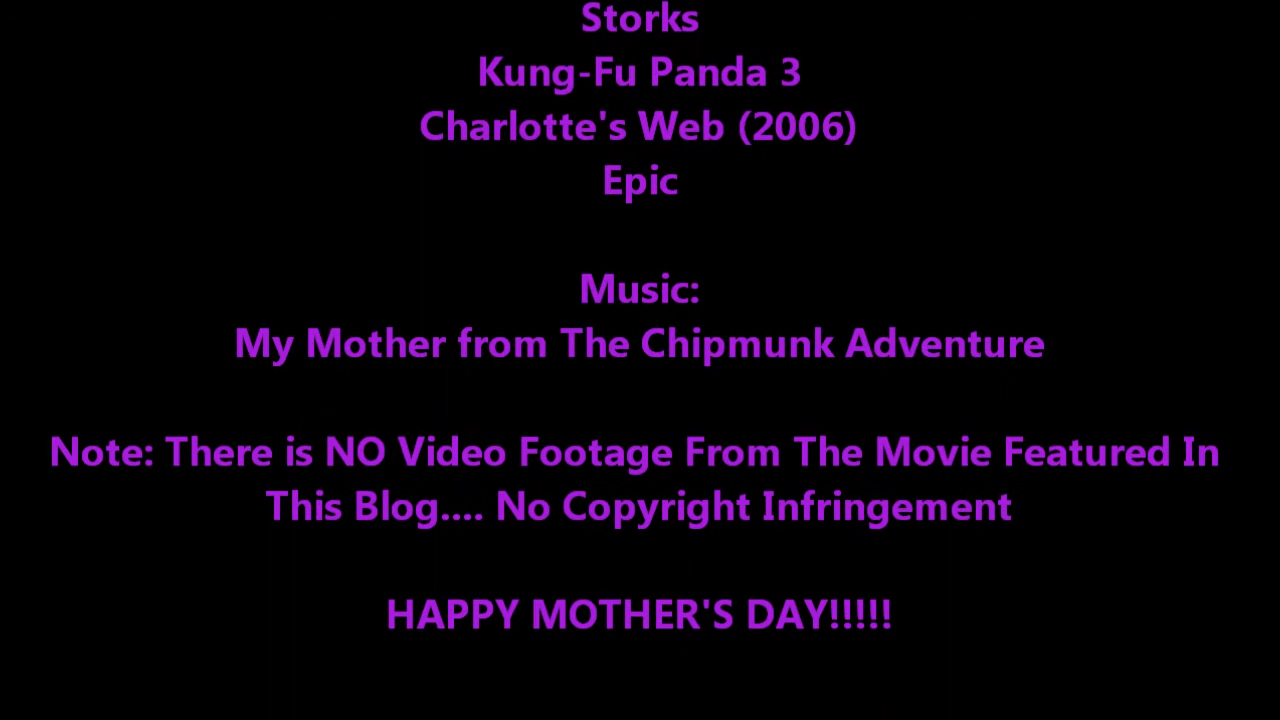 Storks
Kung-Fu Panda 3
Charlotte's Web (2006)
Epic
Music:
My Mother from The Chipmunk Adventure
Note: There is NO Video Footage From The Movie Featured In
This Blog.... No Copyright Infringement
HAPPY MOTHER'S DAY!!!!!